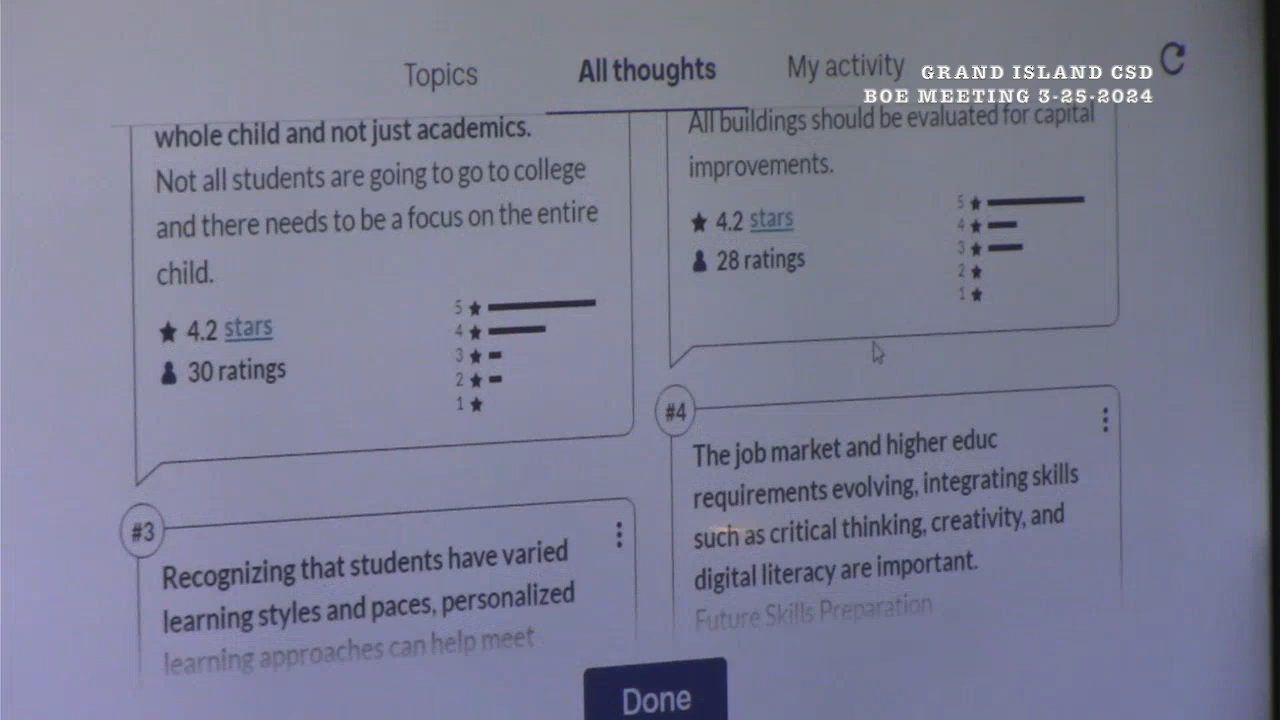 Topics
All thoughts
My activity
GRAND ISLAND CSD
BOE MEETING 3-25-2024
whole child and not just academics.
Not all students are going to go to college
and there needs to be a focus on the entire
child.
4.2 stars
30 ratings
5
4
3
2
1
All buildings should be evaluated for capital
improvements.
4.2 stars
28 ratings
5
4
3
2
1
#3
Recognizing that students have varied
learning styles and paces, personalized
learning approaches can help meet
#4
The job market and higher educ
requirements evolving, integrating skills
such as critical thinking, creativity, and
digital literacy are important.
Future Skills Preparation
Done